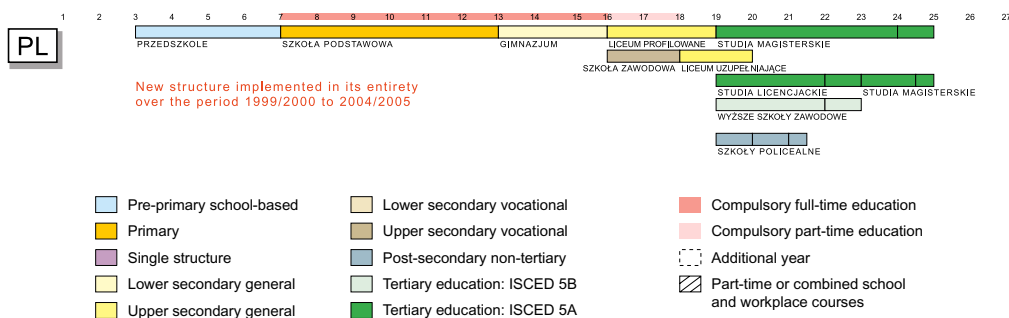 1 2 3 4 5 6 7 8 9 10 11 12 13 14 15 16 17 18 19 20 21 22 23 24 25 26 27
PL
PRZEDSZKOLE SZKOŁA PODSTAWOWA GIMNAZJUM LICEUM PROFILOWANE STUDIA MAGISTERSKIE
SZKOŁA ZAWODOWA LICEUM UZUPEŁNIAJĄCE
New structure implemented in its entirety
over the period 1999/2000 to 2004/2005
STUDIA LICENCJACKIE STUDIA MAGISTERSKIE
WYŻSZE SZKOŁY ZAWODOWE
SZKOŁY POLICEALNE
Pre-primary school-based
Primary
Single structure
Lower secondary general
Upper secondary general
Lower secondary vocational
Upper secondary vocational
Post-secondary non-tertiary
Tertiary education: ISCED 5B
Tertiary education: ISCED 5A
Compulsory full-time education
Compulsory part-time education
Additional year
Part-time or combined school
and workplace courses